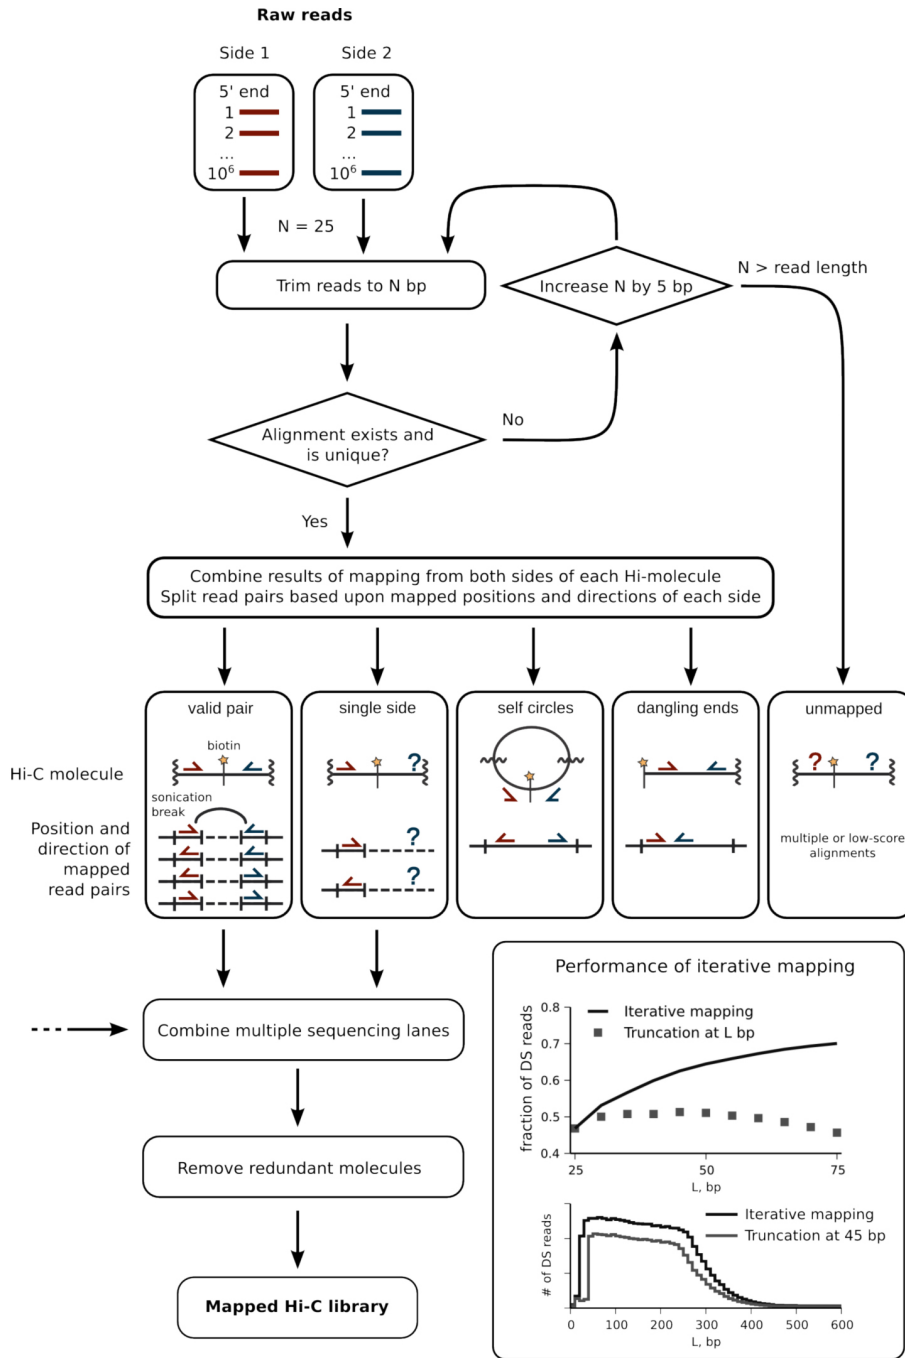 Raw reads
Side 1
Side 2
5' end
1
2
...
10⁶
5' end
1
2
...
10⁶
N = 25
Trim reads to N bp
Increase N by 5 bp
N > read length
Alignment exists and
is unique?
No
Yes
Combine results of mapping from both sides of each Hi-molecule
Split read pairs based upon mapped positions and directions of each side
valid pair
single side
self circles
dangling ends
unmapped
Hi-C molecule
biotin
?
?
?
sonication
break
Position and
direction of
mapped
read pairs
?
?
multiple or low-score
alignments
Combine multiple sequencing lanes
Remove redundant molecules
Mapped Hi-C library
Performance of iterative mapping
fraction of DS reads
0.8
0.7
0.6
0.5
0.4
Iterative mapping
Truncation at L bp
25
50
75
L, bp
# of DS reads
Iterative mapping
Truncation at 45 bp
0
100
200
300
400
500
600
L, bp